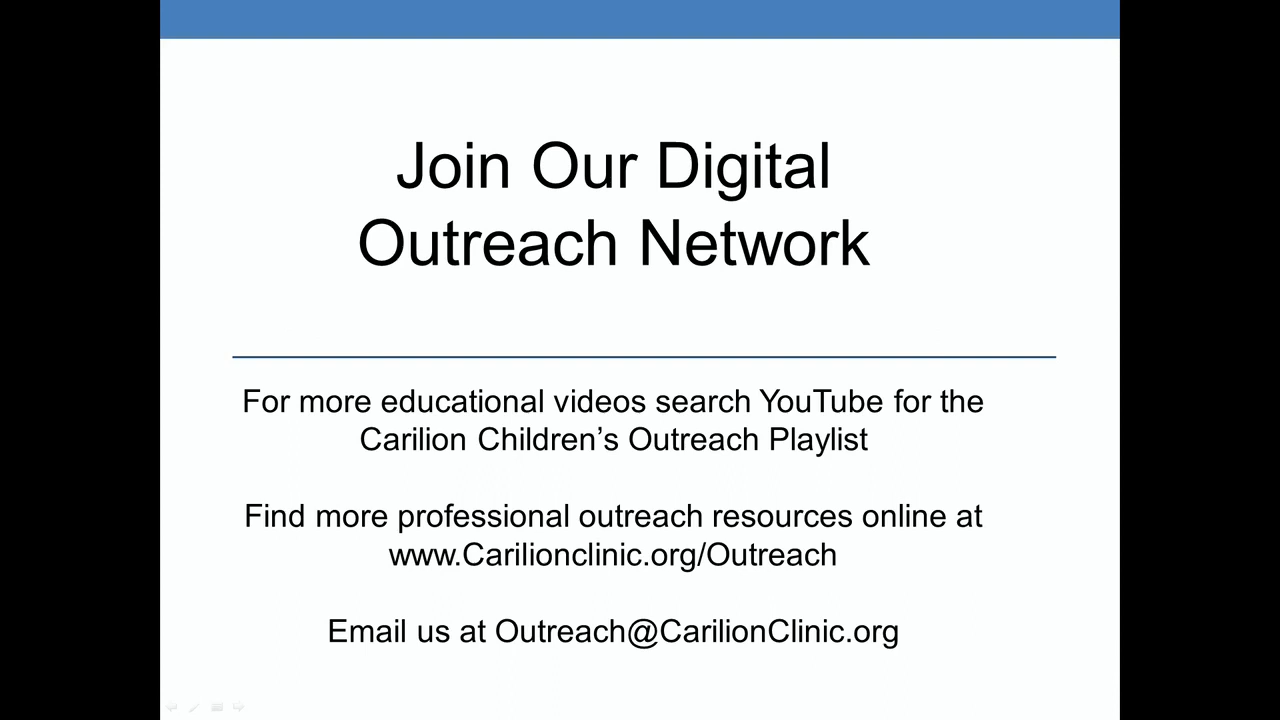 Join Our Digital
Outreach Network
For more educational videos search YouTube for the
Carilion Children’s Outreach Playlist
Find more professional outreach resources online at
www.Carilionclinic.org/Outreach
Email us at Outreach@CarilionClinic.org